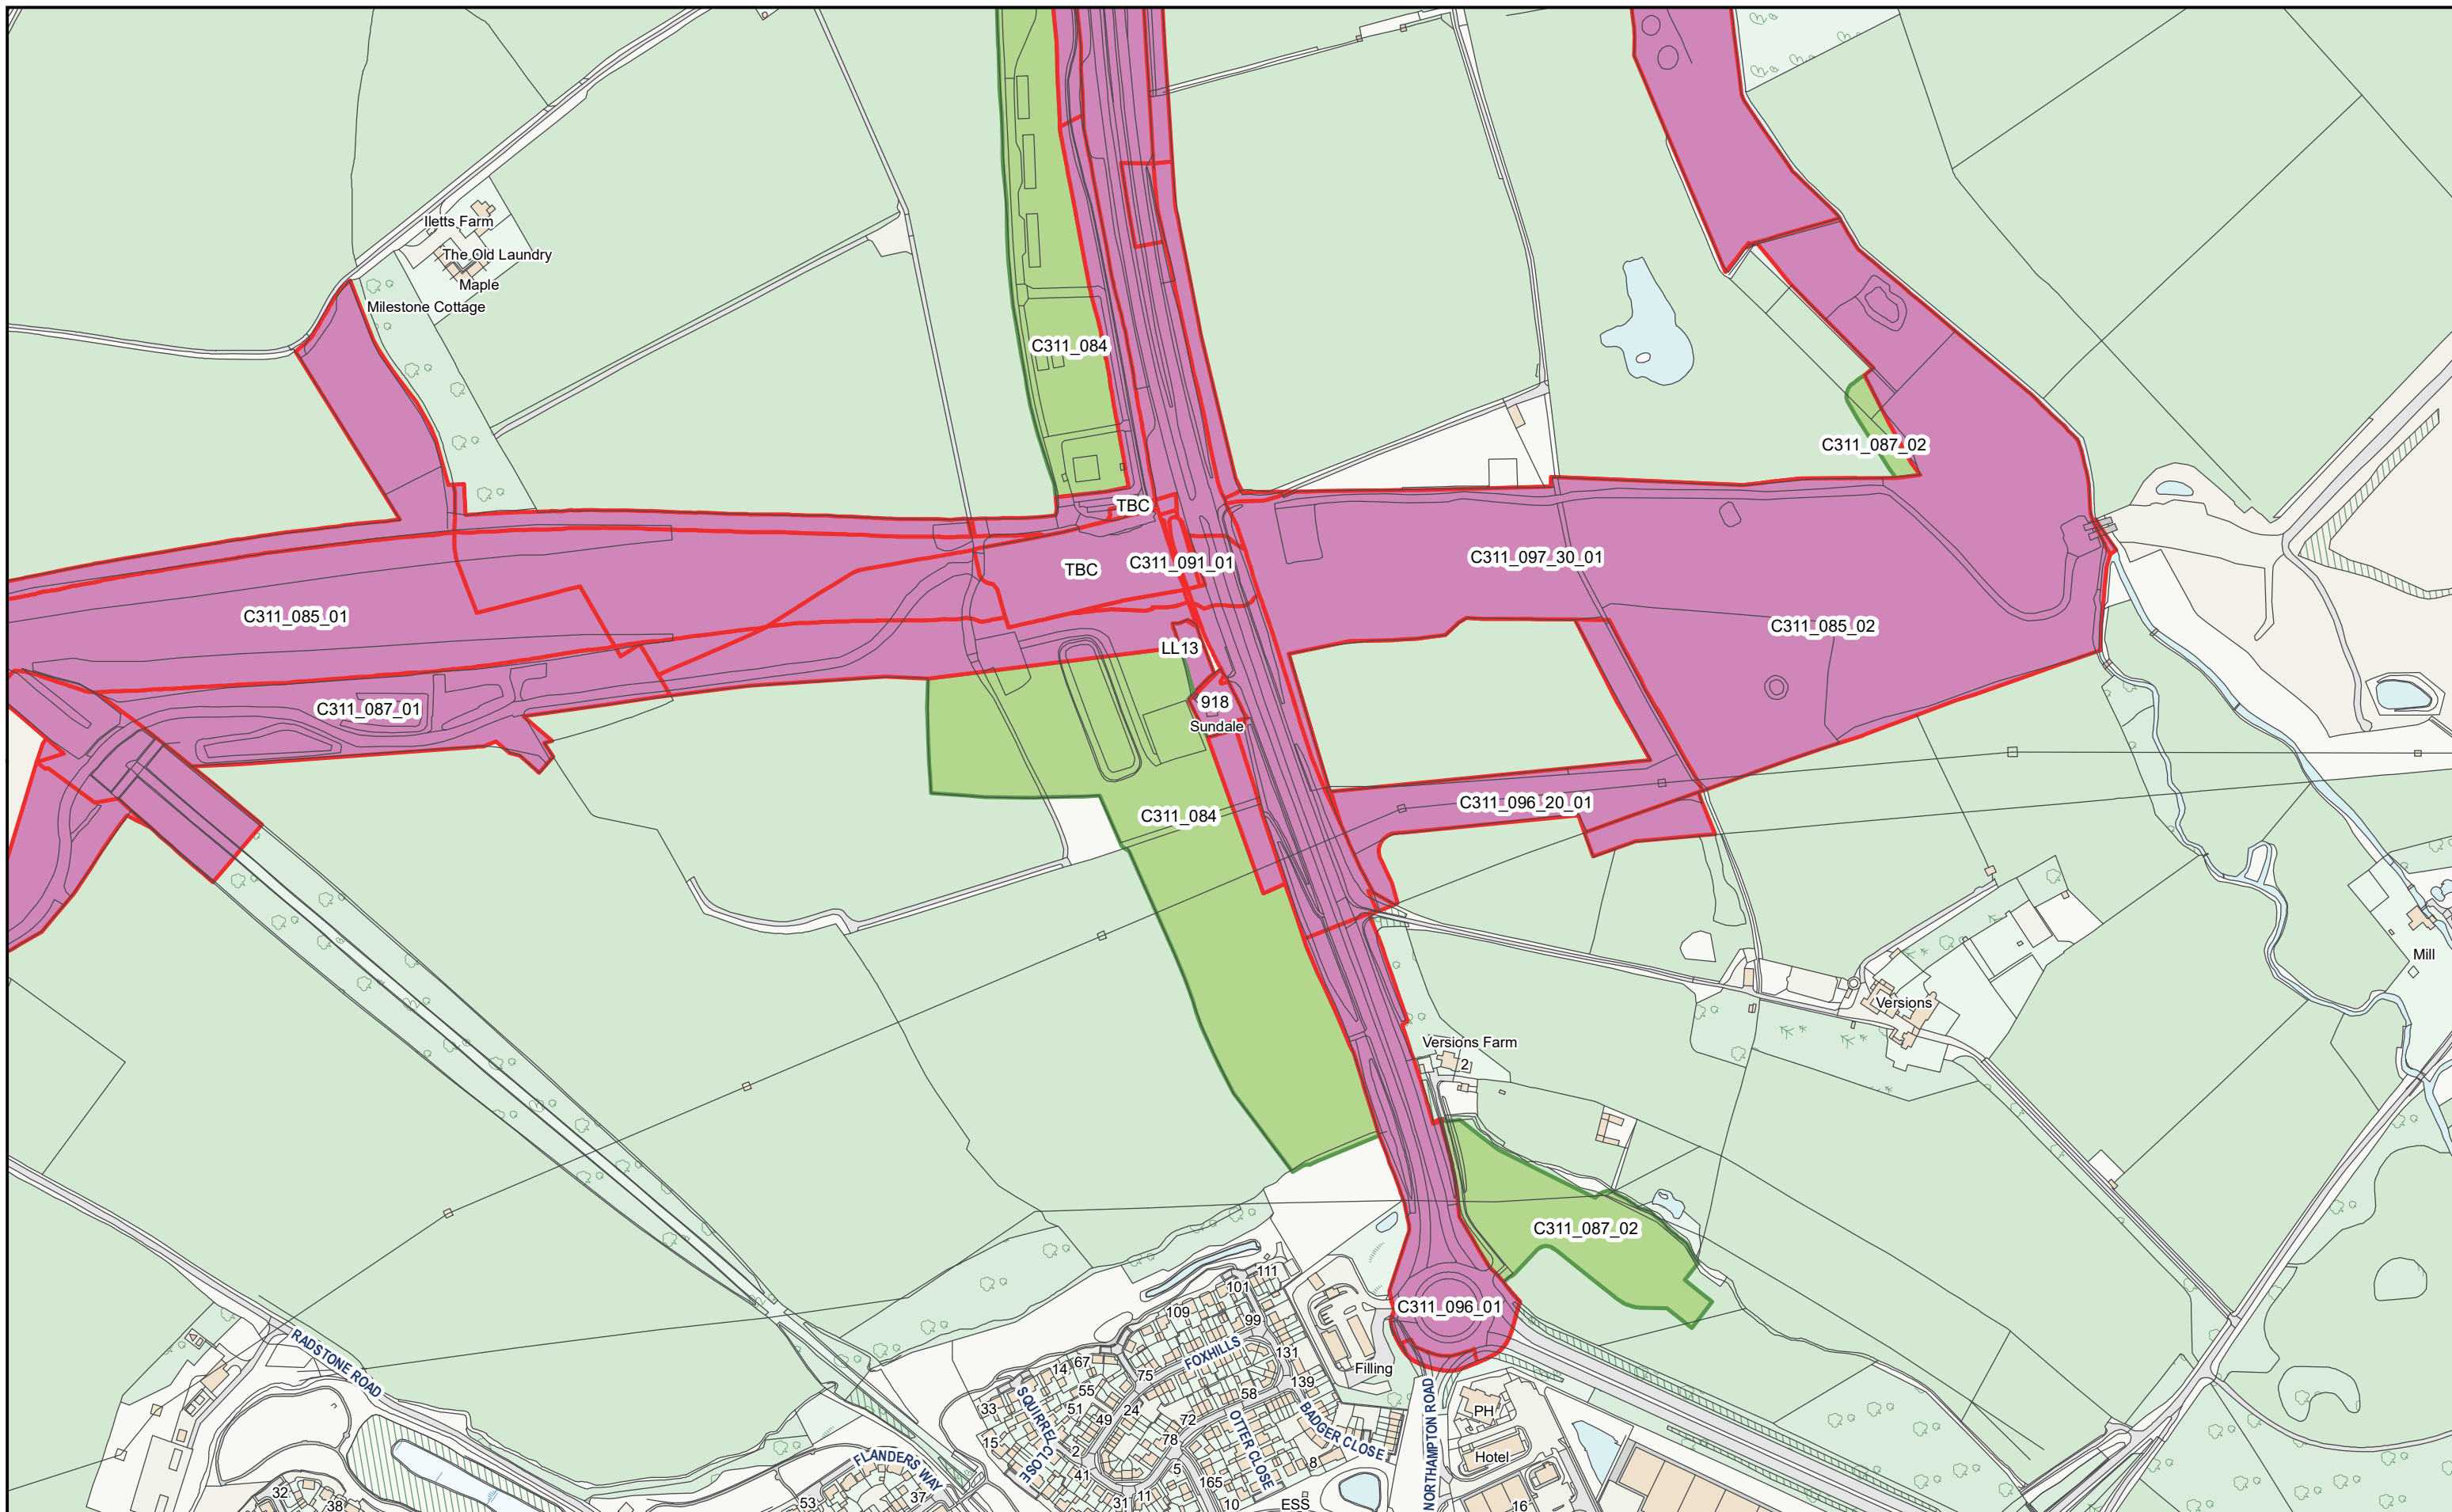 Iletts Farm
The Old Laundry
Maple
Milestone Cottage
C311_084
C311_087_02
TBC
C311_091_01
TBC
C311_097_30_01
C311_085_01
C311_085_02
LL13
918
Sundale
C311_087_01
C311_096_20_01
C311_084
Mill
Versions
Versions Farm
2
C311_087_02
111
101
C311_096_01
109
99
FOXHILLS
131
Filling
RADSTONE ROAD
67
14
75
139
58
55
SQUIRREL CLOSE
33
51
24
49
72
OTTER CLOSE
BADGER CLOSE
NORTHAMPTON ROAD
PH
15
2
78
Hotel
FLANDERS WAY
41
5
8
165
32
38
53
37
31
11
10
ESS
16